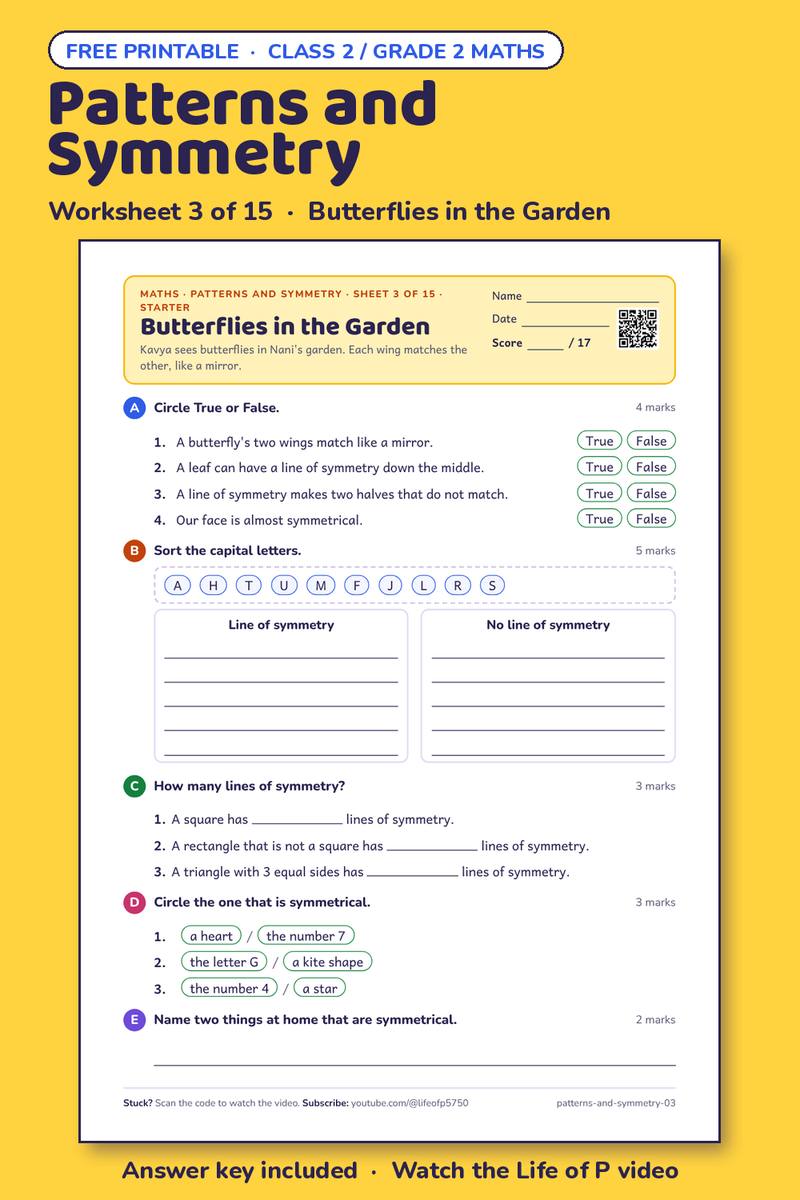 FREE PRINTABLE · CLASS 2 / GRADE 2 MATHS
Patterns and
Symmetry
Worksheet 3 of 15 · Butterflies in the Garden
MATHS · PATTERNS AND SYMMETRY · SHEET 3 OF 15 ·
STARTER
Butterflies in the Garden
Kavya sees butterflies in Nani's garden. Each wing matches the
other, like a mirror.
Name ____________
Date ____________
Score ______ / 17
A Circle True or False. 4 marks
1. A butterfly's two wings match like a mirror. True False
2. A leaf can have a line of symmetry down the middle. True False
3. A line of symmetry makes two halves that do not match. True False
4. Our face is almost symmetrical. True False
B Sort the capital letters. 5 marks
A H T U M F J L R S
Line of symmetry No line of symmetry
C How many lines of symmetry? 3 marks
1. A square has ____________ lines of symmetry.
2. A rectangle that is not a square has ____________ lines of symmetry.
3. A triangle with 3 equal sides has ____________ lines of symmetry.
D Circle the one that is symmetrical. 3 marks
1. a heart / the number 7
2. the letter G / a kite shape
3. the number 4 / a star
E Name two things at home that are symmetrical. 2 marks
Stuck? Scan the code to watch the video. Subscribe: youtube.com/@lifeofp5750 patterns-and-symmetry-03
Answer key included · Watch the Life of P video